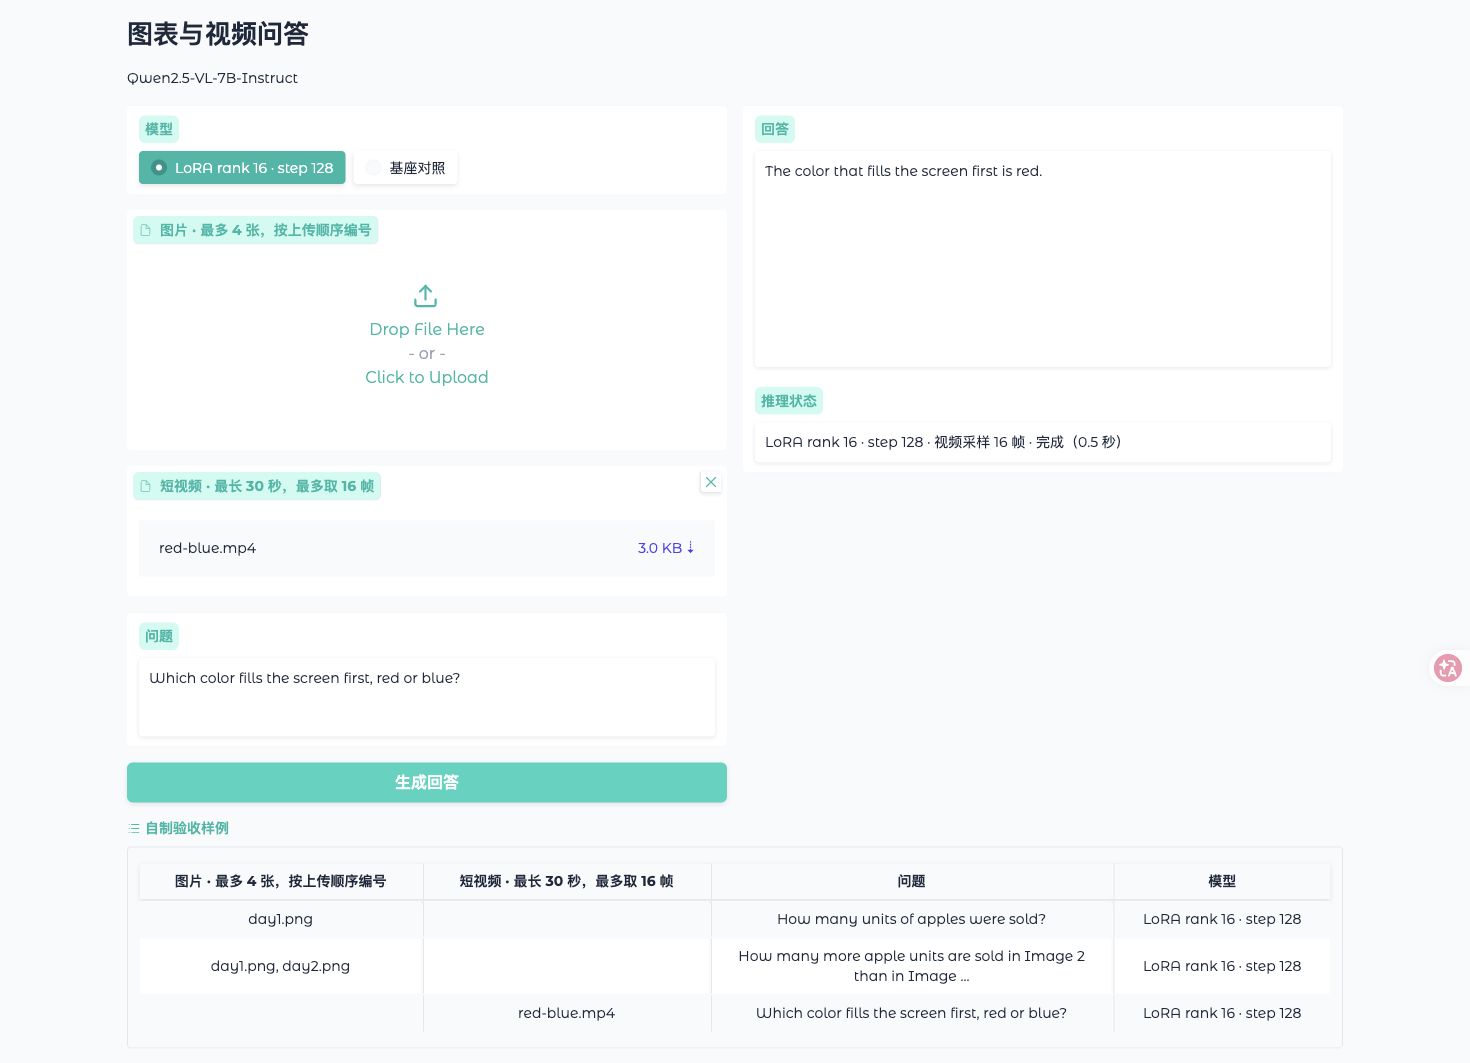 图表与视频问答
Qwen2.5-VL-7B-Instruct
模型
LoRA rank 16 · step 128
基座对照
图片 · 最多 4 张，按上传顺序编号
Drop File Here
- or -
Click to Upload
短视频 · 最长 30 秒，最多取 16 帧
red-blue.mp4
3.0 KB ⇣
问题
Which color fills the screen first, red or blue?
生成回答
回答
The color that fills the screen first is red.
推理状态
LoRA rank 16 · step 128 · 视频采样 16 帧 · 完成（0.5 秒）
自制验收样例
图片 · 最多 4 张，按上传顺序编号 短视频 · 最长 30 秒，最多取 16 帧 问题 模型
day1.png How many units of apples were sold? LoRA rank 16 · step 128
day1.png, day2.png How many more apple units are sold in Image 2
than in Image ... LoRA rank 16 · step 128
red-blue.mp4 Which color fills the screen first, red or blue? LoRA rank 16 · step 128